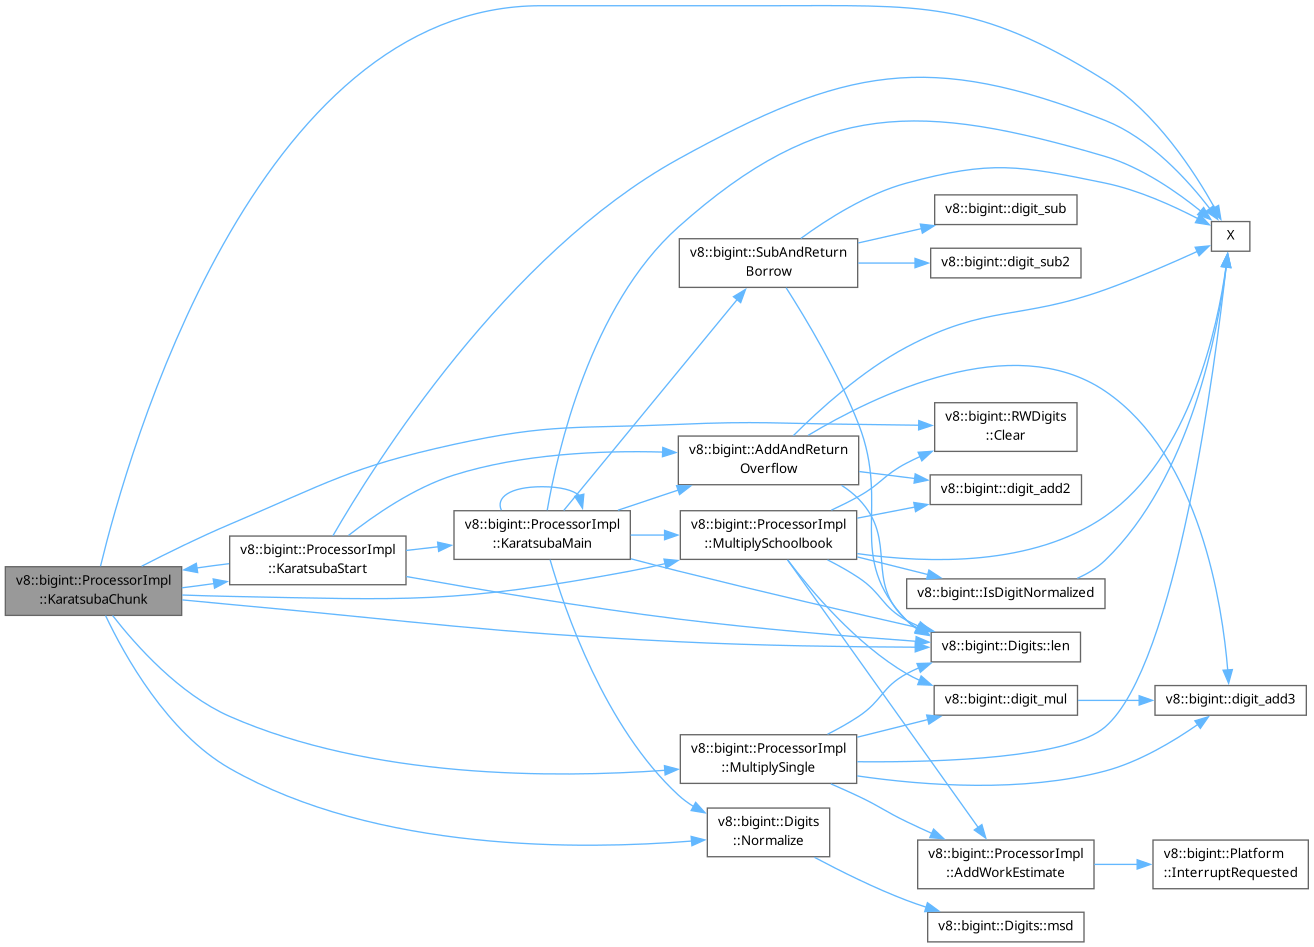 v8::bigint::ProcessorImpl
::KaratsubaChunk
v8::bigint::ProcessorImpl
::KaratsubaStart
v8::bigint::ProcessorImpl
::KaratsubaMain
v8::bigint::SubAndReturn
Borrow
v8::bigint::AddAndReturn
Overflow
v8::bigint::ProcessorImpl
::MultiplySchoolbook
v8::bigint::ProcessorImpl
::MultiplySingle
v8::bigint::Digits
::Normalize
v8::bigint::digit_sub
v8::bigint::digit_sub2
v8::bigint::RWDigits
::Clear
v8::bigint::digit_add2
v8::bigint::IsDigitNormalized
v8::bigint::Digits::len
v8::bigint::digit_mul
v8::bigint::ProcessorImpl
::AddWorkEstimate
v8::bigint::Digits::msd
X
v8::bigint::digit_add3
v8::bigint::Platform
::InterruptRequested